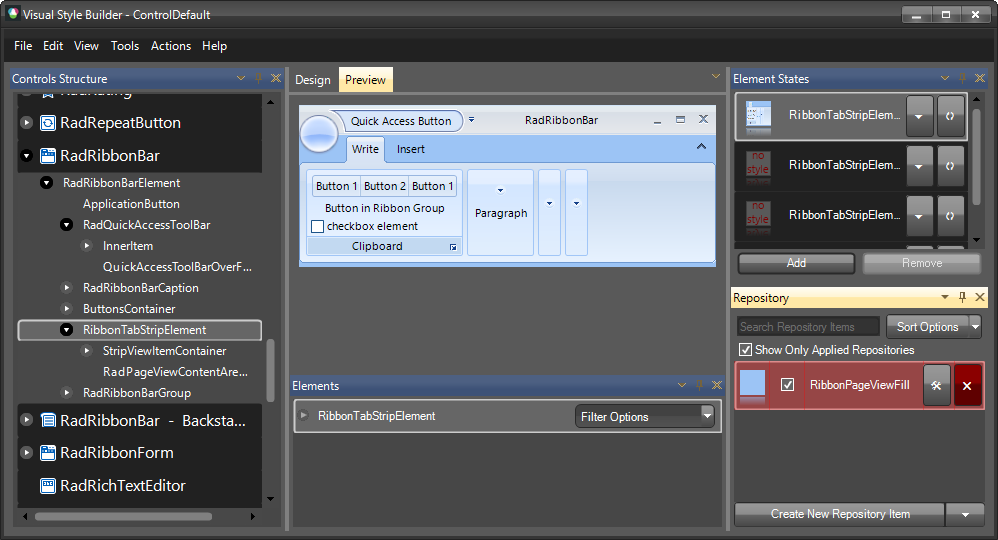 Visual Style Builder - ControlDefault
File Edit View Tools Actions Help
Controls Structure
RadRepeatButton
RadRibbonBar
RadRibbonBarElement
ApplicationButton
RadQuickAccessToolBar
InnerItem
QuickAccessToolBarOverF...
RadRibbonBarCaption
ButtonsContainer
RibbonTabStripElement
StripViewItemContainer
RadPageViewContentAre...
RadRibbonBarGroup
RadRibbonBar - Backsta...
RadRibbonForm
RadRichTextEditor
Design Preview
Quick Access Button RadRibbonBar
Write Insert
Button 1 Button 2 Button 1
Button in Ribbon Group
checkbox element
Clipboard
Paragraph
Elements
RibbonTabStripElement Filter Options
Element States
RibbonTabStripElem...
no style RibbonTabStripElem...
no style RibbonTabStripElem...
Add Remove
Repository
Search Repository Items Sort Options
Show Only Applied Repositories
RibbonPageViewFill
Create New Repository Item